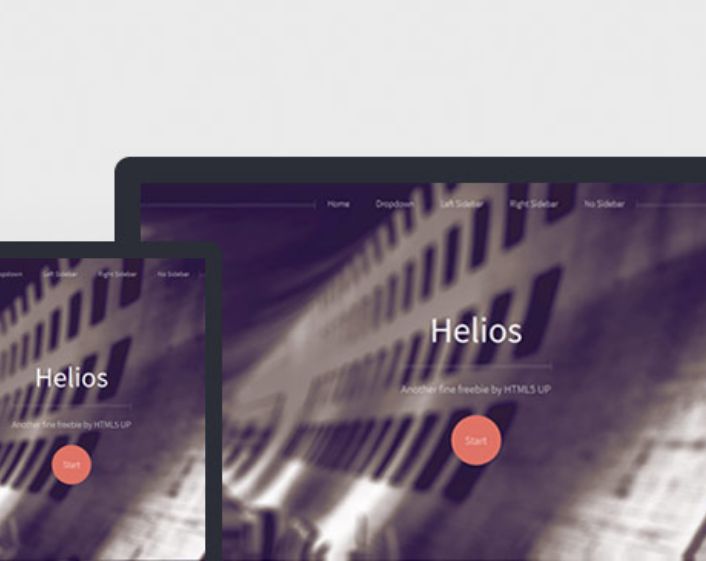 Home Dropdown Left Sidebar Right Sidebar No Sidebar
Helios
Another fine freebie by HTML5 UP
Start
Left Sidebar Right Sidebar No Sidebar
Helios
Another fine freebie by HTML5 UP
Start